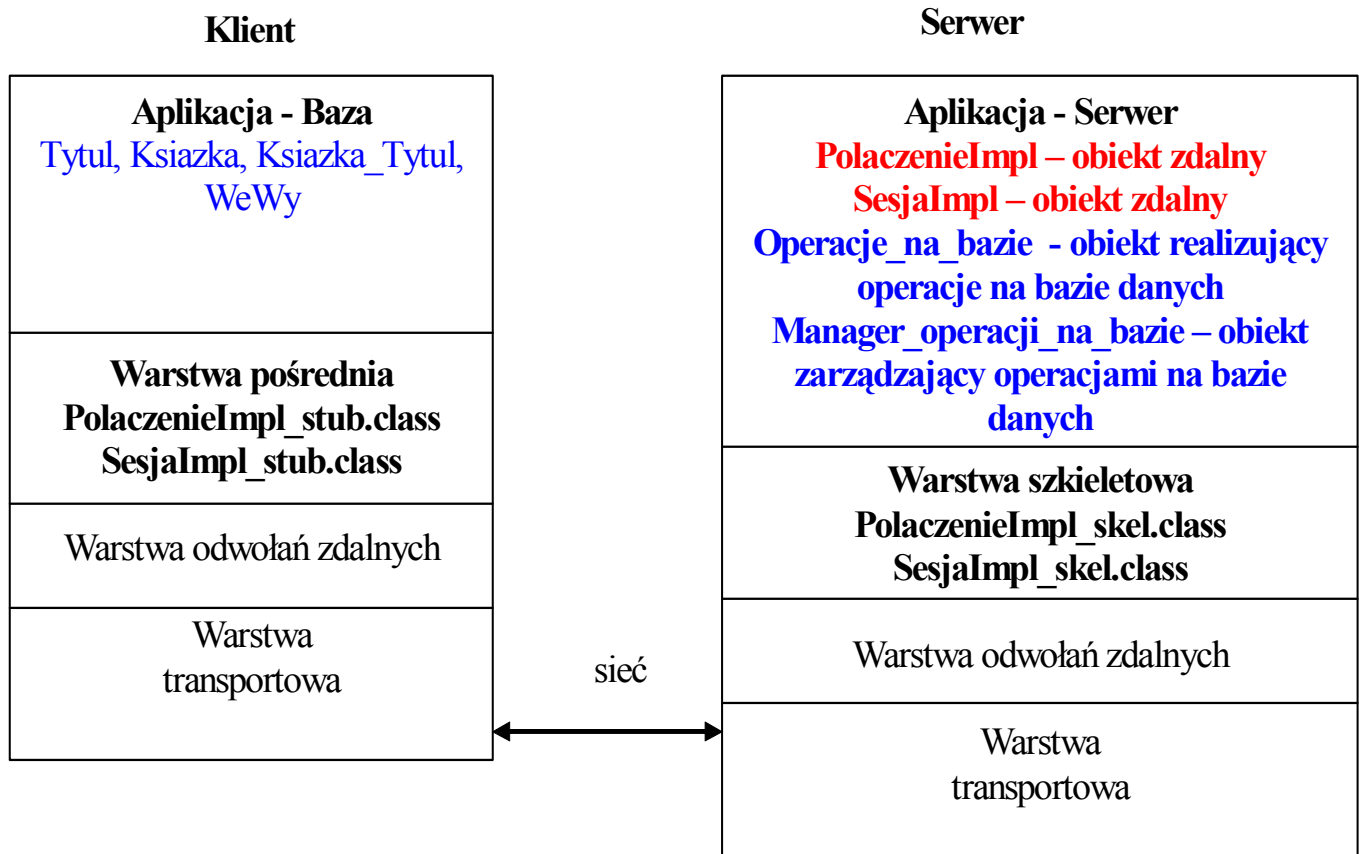 Klient
Aplikacja - Baza
Tytul, Ksiazka, Ksiazka_Tytul,
WeWy
Warstwa pośrednia
PolaczenieImpl_stub.class
SesjaImpl_stub.class
Warstwa odwołań zdalnych
Warstwa
transportowa
sieć
Serwer
Aplikacja - Serwer
PolaczenieImpl – obiekt zdalny
SesjaImpl – obiekt zdalny
Operacje_na_bazie - obiekt realizujący
operacje na bazie danych
Manager_operacji_na_bazie – obiekt
zarządzający operacjami na bazie
danych
Warstwa szkieletowa
PolaczenieImpl_skel.class
SesjaImpl_skel.class
Warstwa odwołań zdalnych
Warstwa
transportowa